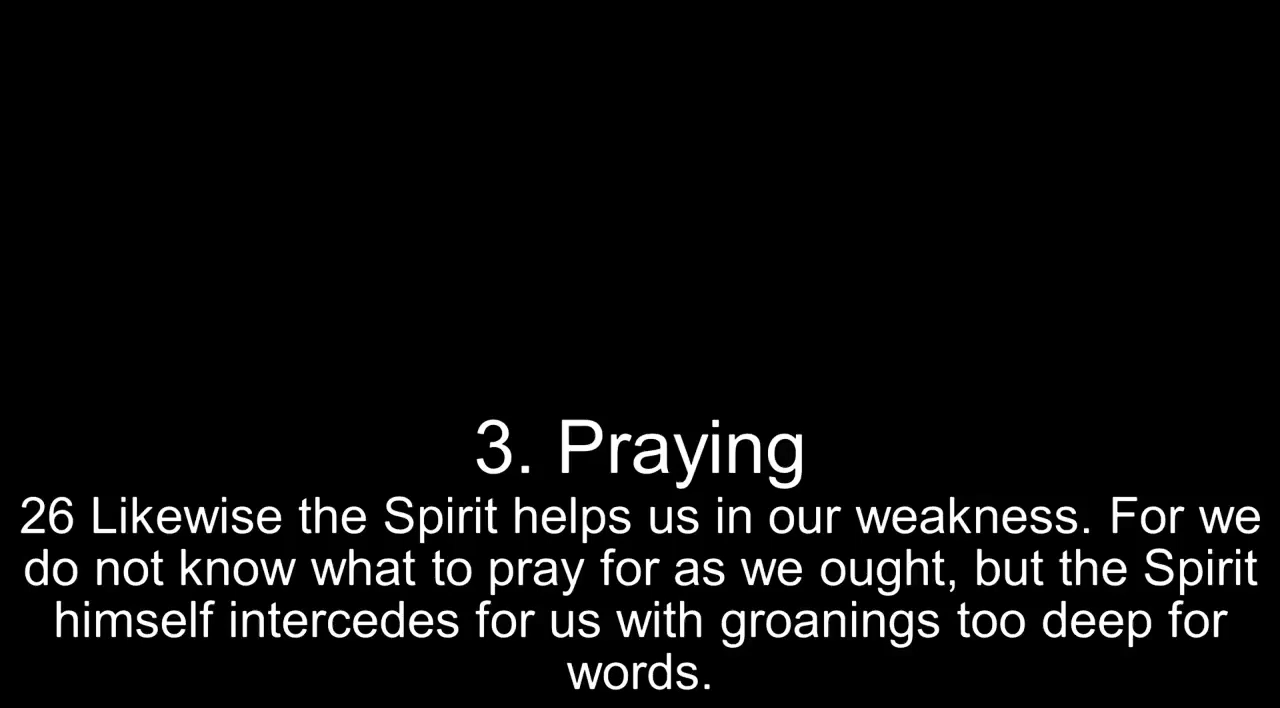 3. Praying
26 Likewise the Spirit helps us in our weakness. For we
do not know what to pray for as we ought, but the Spirit
himself intercedes for us with groanings too deep for
words.